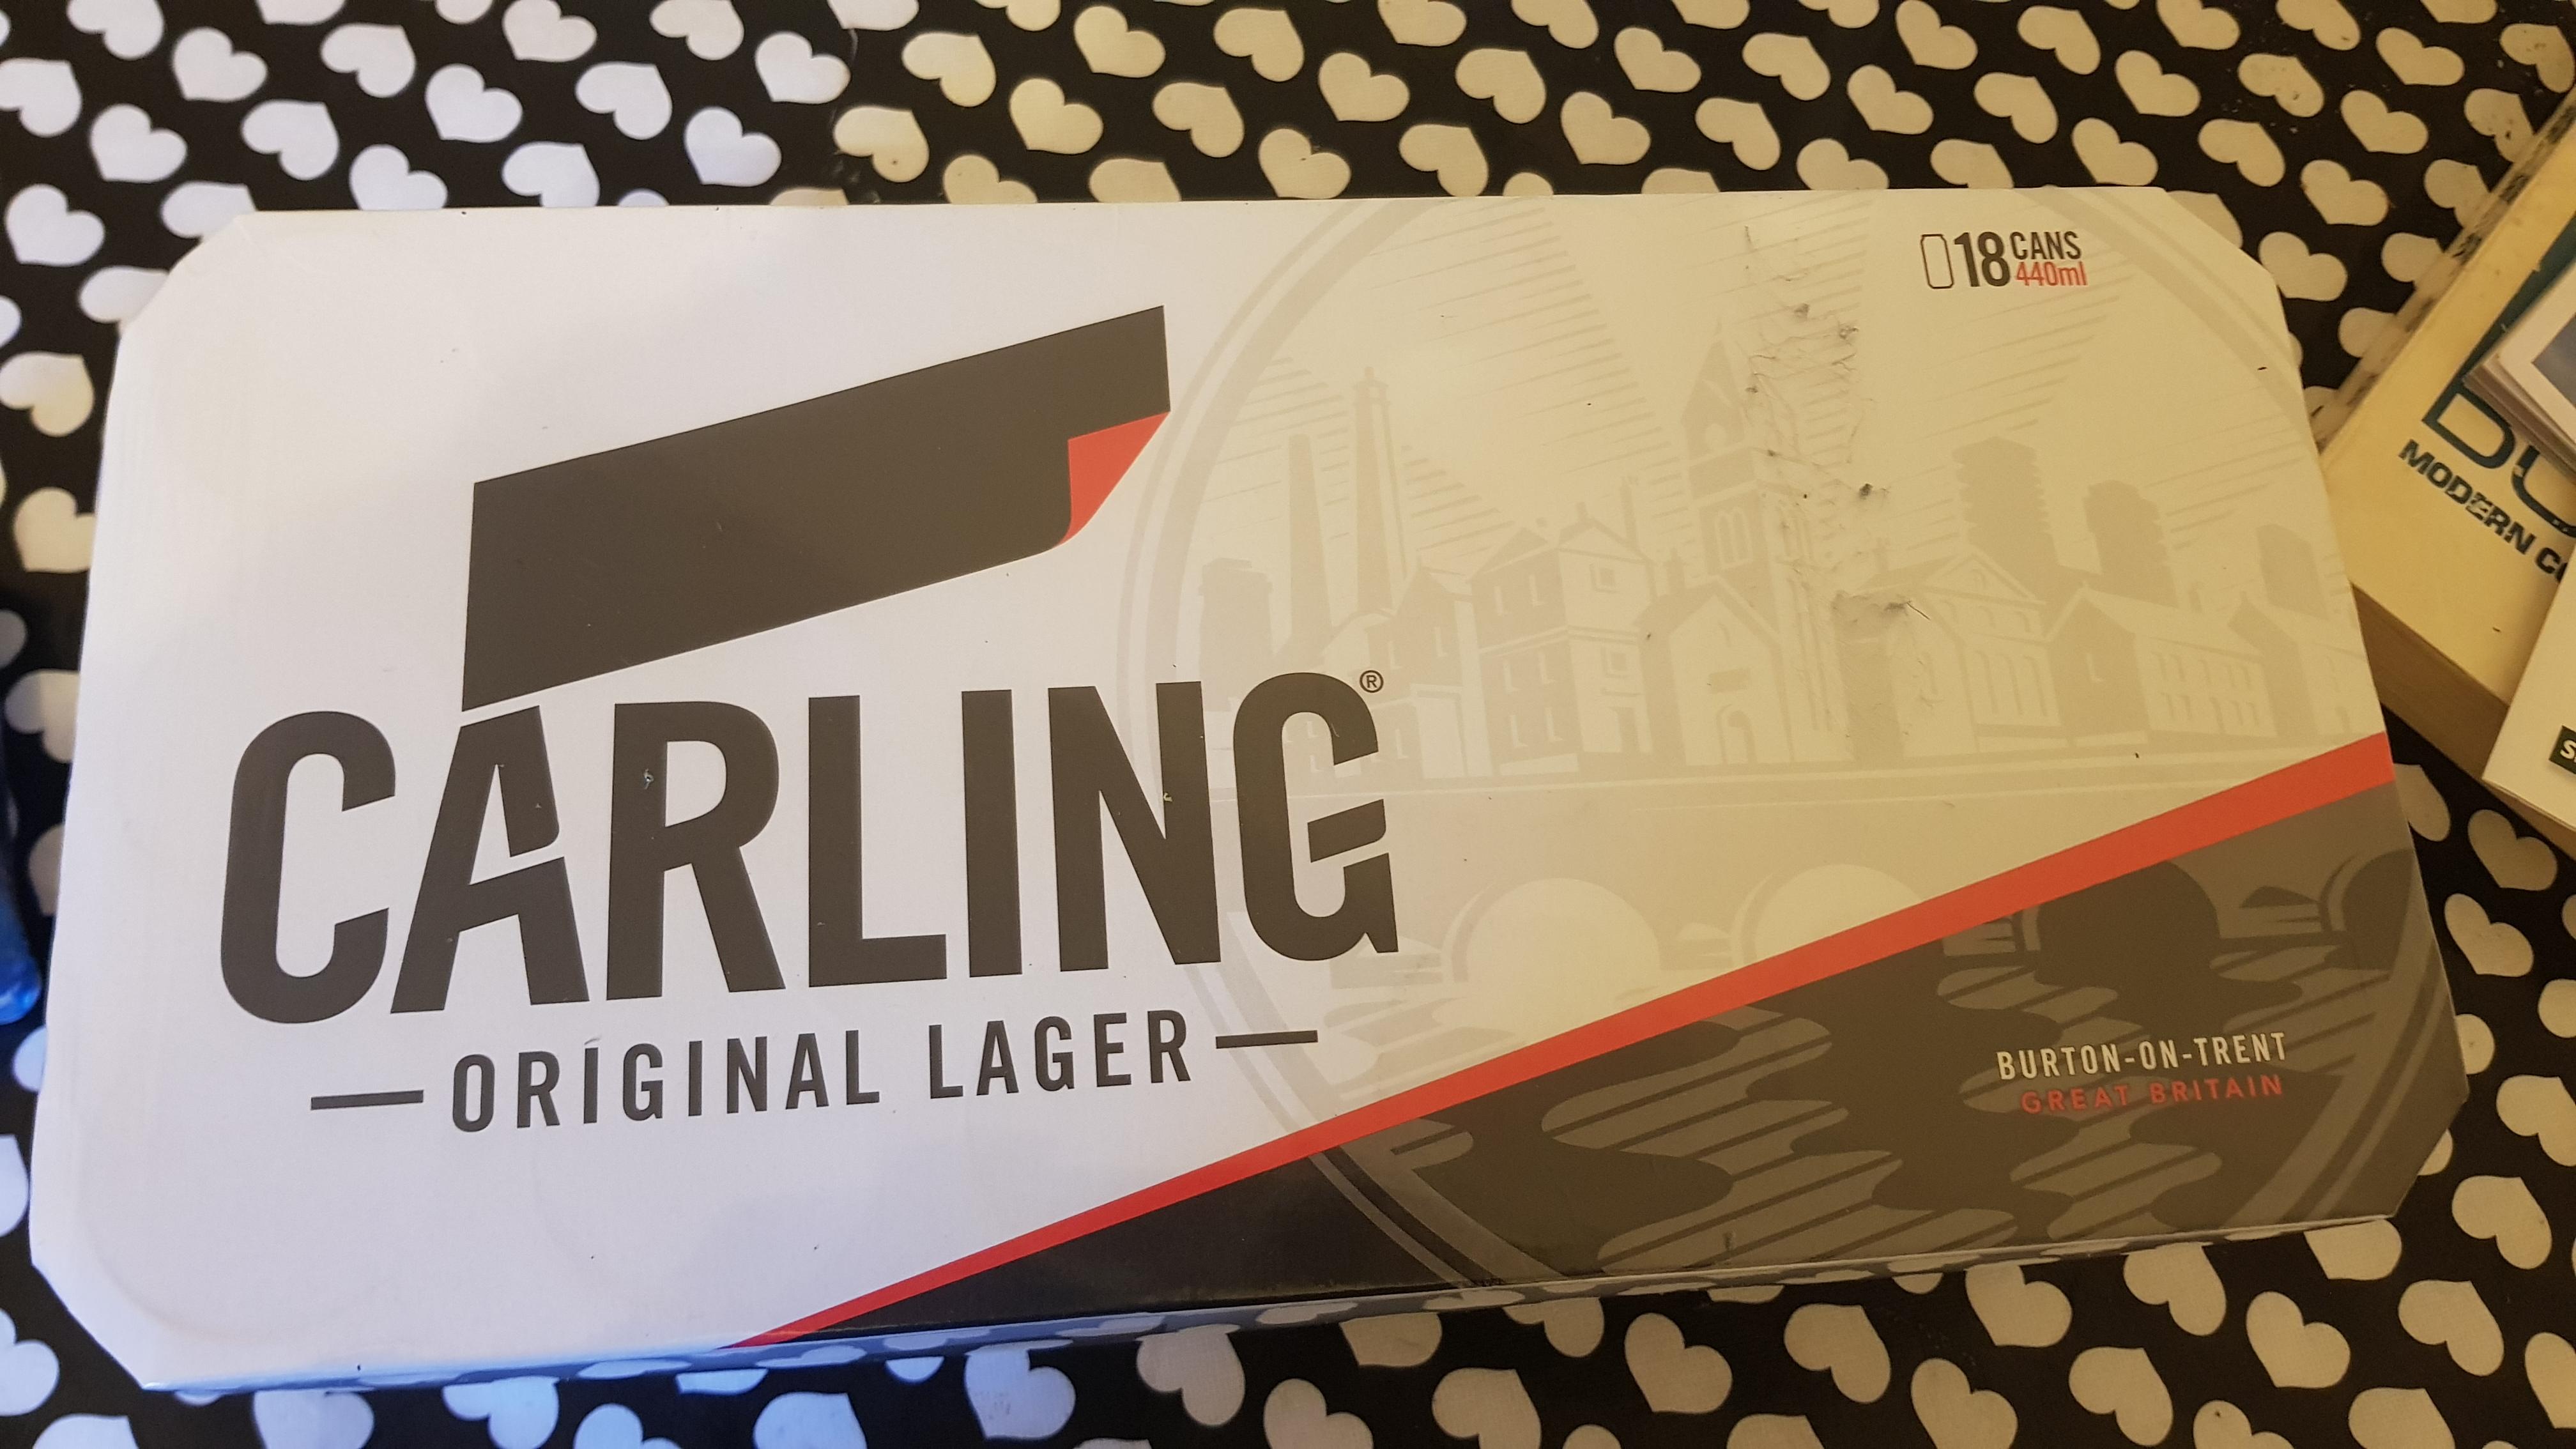 18 CANS
440ml
CARLING®
ORIGINAL LAGER
BURTON-ON-TRENT
GREAT BRITAIN
MODERN